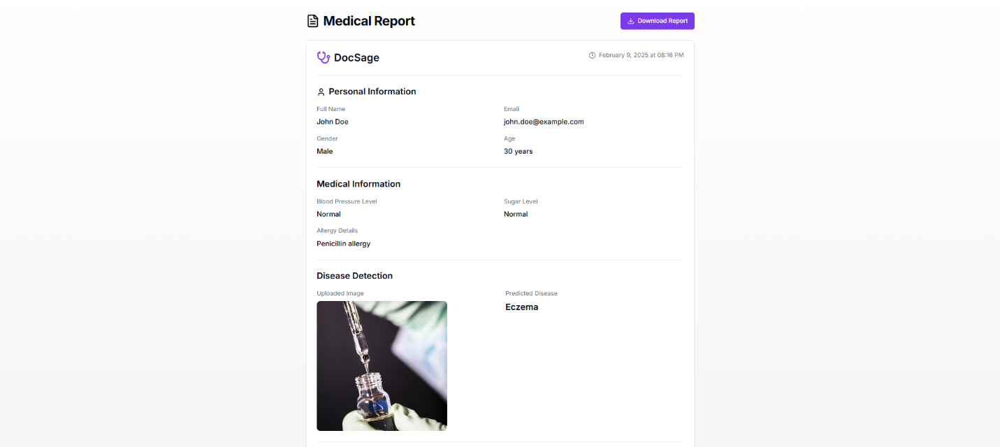 Medical Report
Download Report
DocSage
February 9, 2025 at 08:16 PM
Personal Information
Full Name
Email
John Doe
john.doe@example.com
Gender
Age
Male
30 years
Medical Information
Blood Pressure Level
Sugar Level
Normal
Normal
Allergy Details
Penicillin allergy
Disease Detection
Uploaded Image
Predicted Disease
Eczema